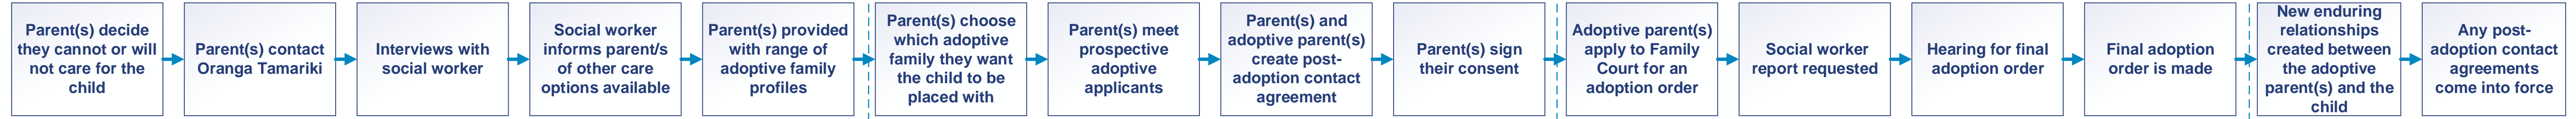 Parent(s) decide
they cannot or will
not care for the
child
Parent(s) contact
Oranga Tamariki
Interviews with
social worker
Social worker
informs parent/s
of other care
options available
Parent(s) provided
with range of
adoptive family
profiles
Parent(s) choose
which adoptive
family they want
the child to be
placed with
Parent(s) meet
prospective
adoptive
applicants
Parent(s) and
adoptive parent(s)
create post-
adoption contact
agreement
Parent(s) sign
their consent
Adoptive parent(s)
apply to Family
Court for an
adoption order
Social worker
report requested
Hearing for final
adoption order
Final adoption
order is made
New enduring
relationships
created between
the adoptive
parent(s) and the
child
Any post-
adoption contact
agreements
come into force